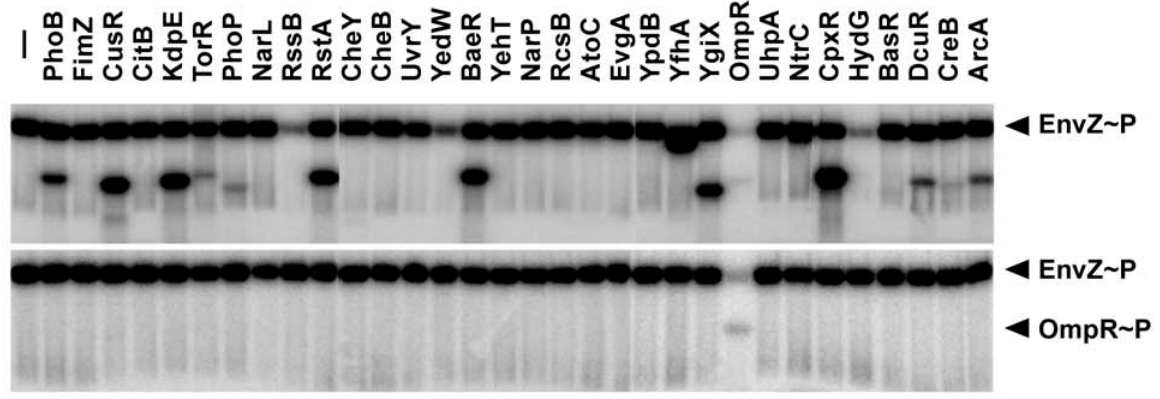 —
PhoB
FimZ
CusR
CitB
KdpE
TorR
PhoP
NarL
RssB
RstA
CheY
CheB
UvrY
YedW
BaeR
YehT
NarP
RcsB
AtoC
EvgA
YpdB
YfhA
YgiX
OmpR
UhpA
NtrC
CpxR
HydG
BasR
DcuR
CreB
ArcA
EnvZ~P
EnvZ~P
OmpR~P